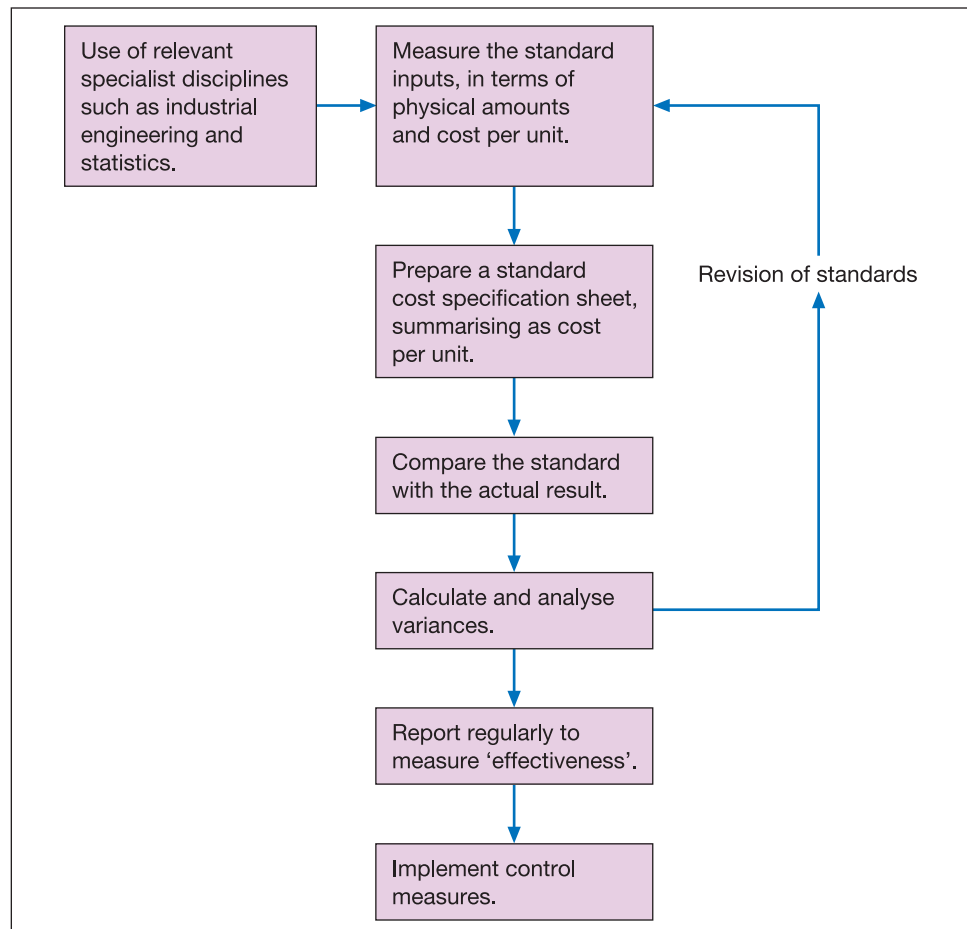 Use of relevant
specialist disciplines
such as industrial
engineering and
statistics.
Measure the standard
inputs, in terms of
physical amounts
and cost per unit.
Prepare a standard
cost specification sheet,
summarising as cost
per unit.
Revision of standards
Compare the standard
with the actual result.
Calculate and analyse
variances.
Report regularly to
measure ‘effectiveness’.
Implement control
measures.